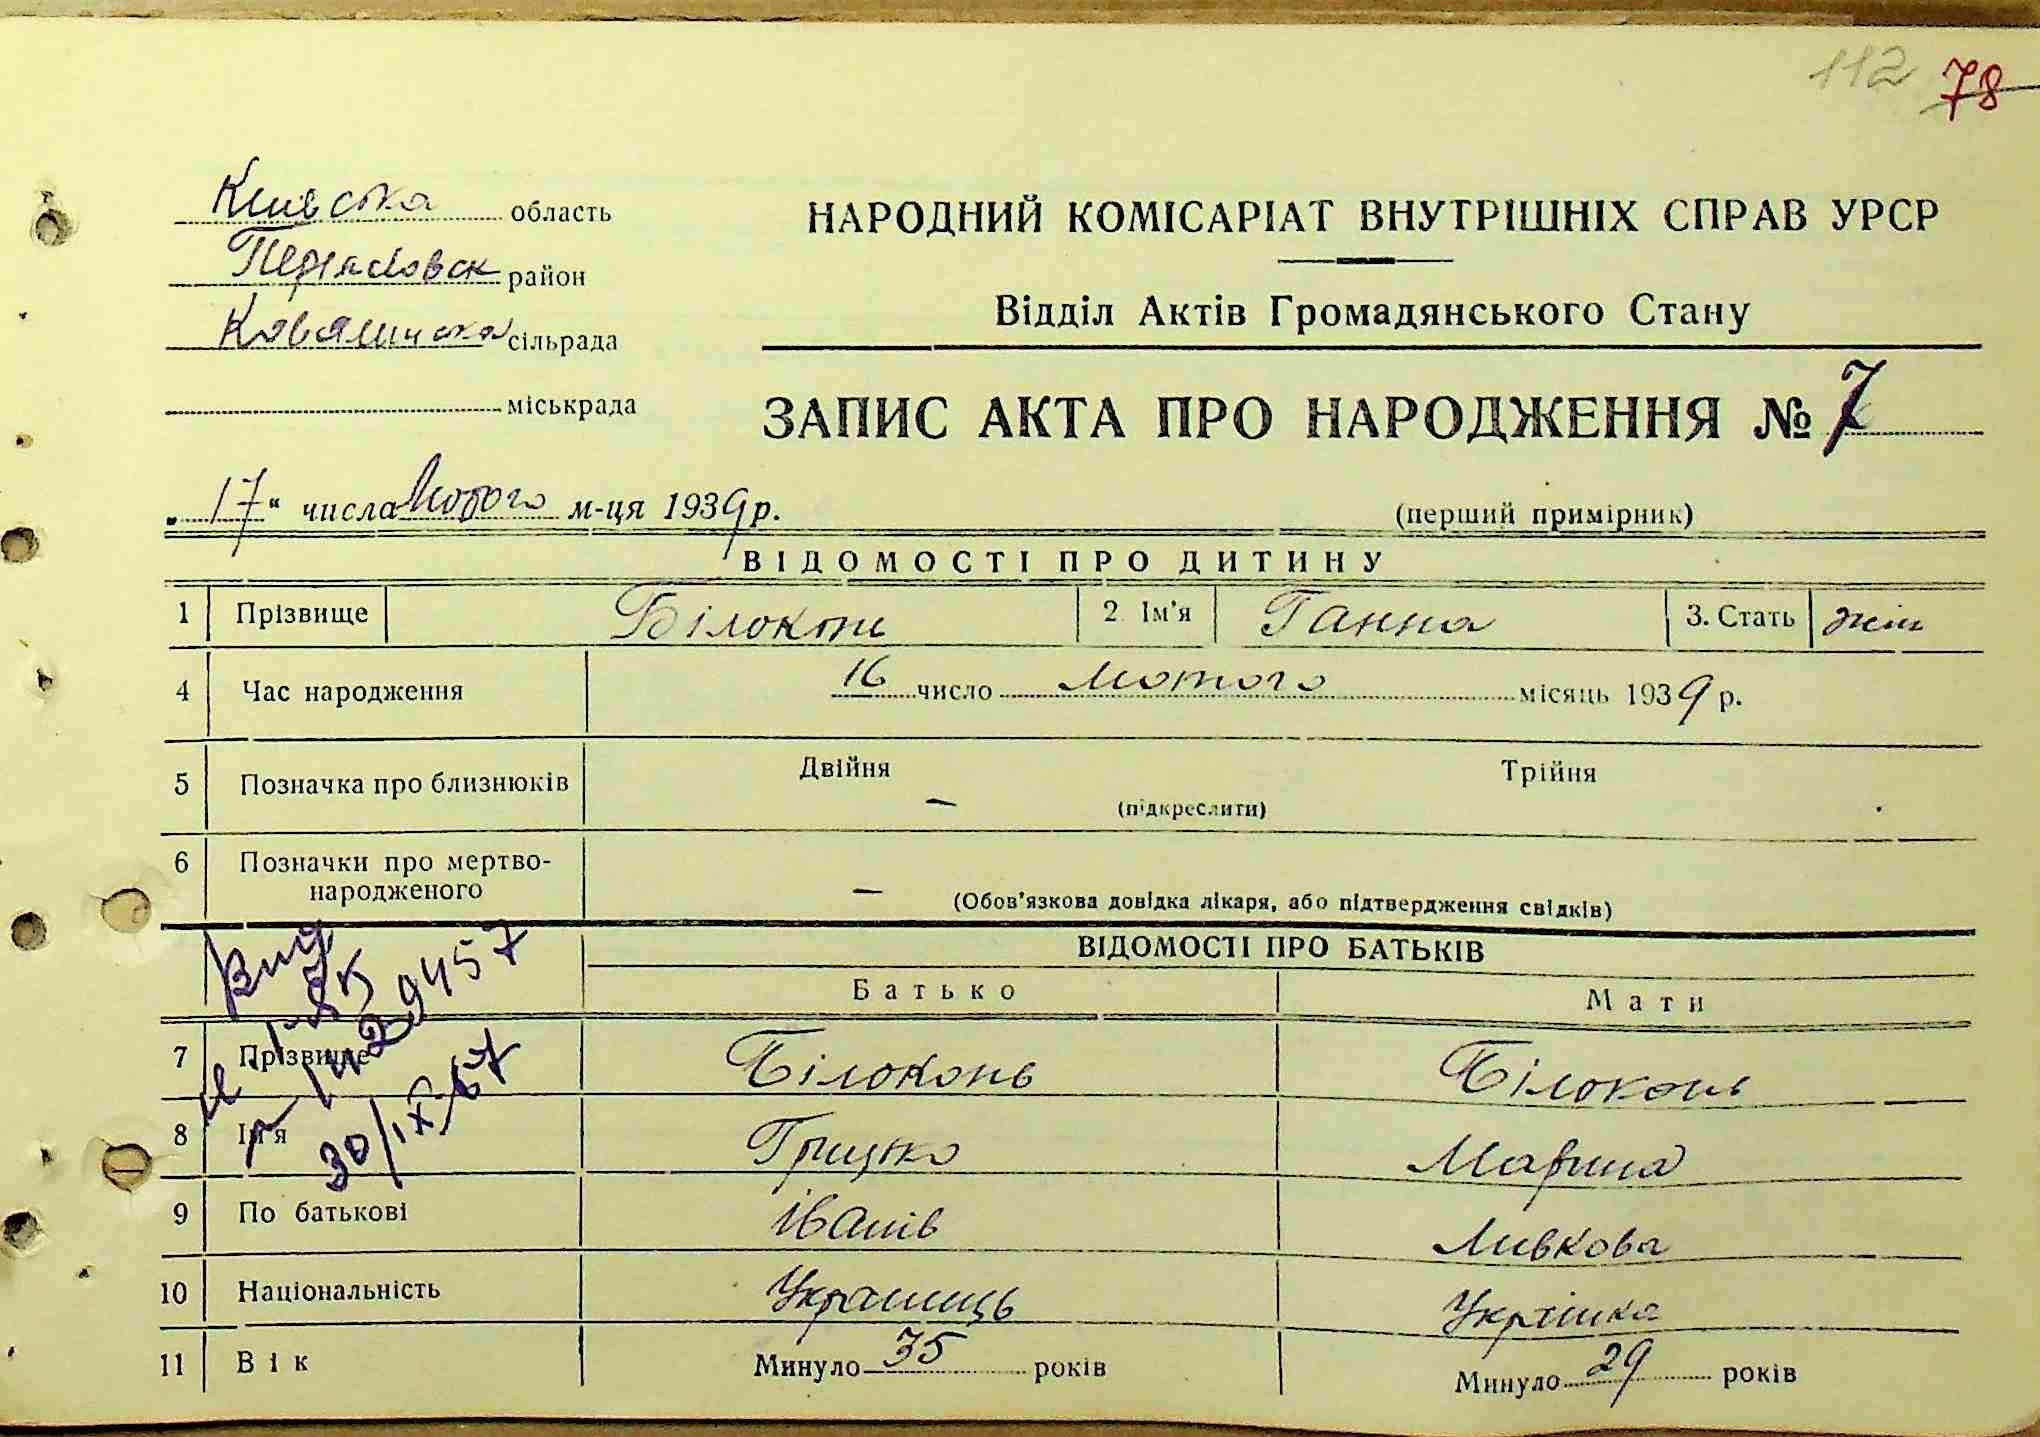 112 78
Київська область
Переясловськ район
Ковалинська сільрада
міськрада
НАРОДНИЙ КОМІСАРІАТ ВНУТРІШНІХ СПРАВ УРСР
Відділ Актів Громадянського Стану
ЗАПИС АКТА ПРО НАРОДЖЕННЯ № 7
„17“ числа Лютого м-ця 1939 р.
(перший примірник)
ВІДОМОСТІ ПРО ДИТИНУ
1 Прізвище Білоконь 2. Ім'я Ганна 3. Стать жін
4 Час народження 16 число лютого місяць 1939 р.
5 Позначка про близнюків Двійня — (підкреслити) Трійня
6 Позначки про мертво-
народженого — (Обов'язкова довідка лікаря, або підтвердження свідків)
ВІДОМОСТІ ПРО БАТЬКІВ
Батько Мати
29457
30/IX 67
7 Прізвище Білоконь Білоконь
8 Ім'я Грицько Марина
9 По батькові Іванів Левкова
10 Національність Українець Українка
11 Вік Минуло 35 років Минуло 29 років